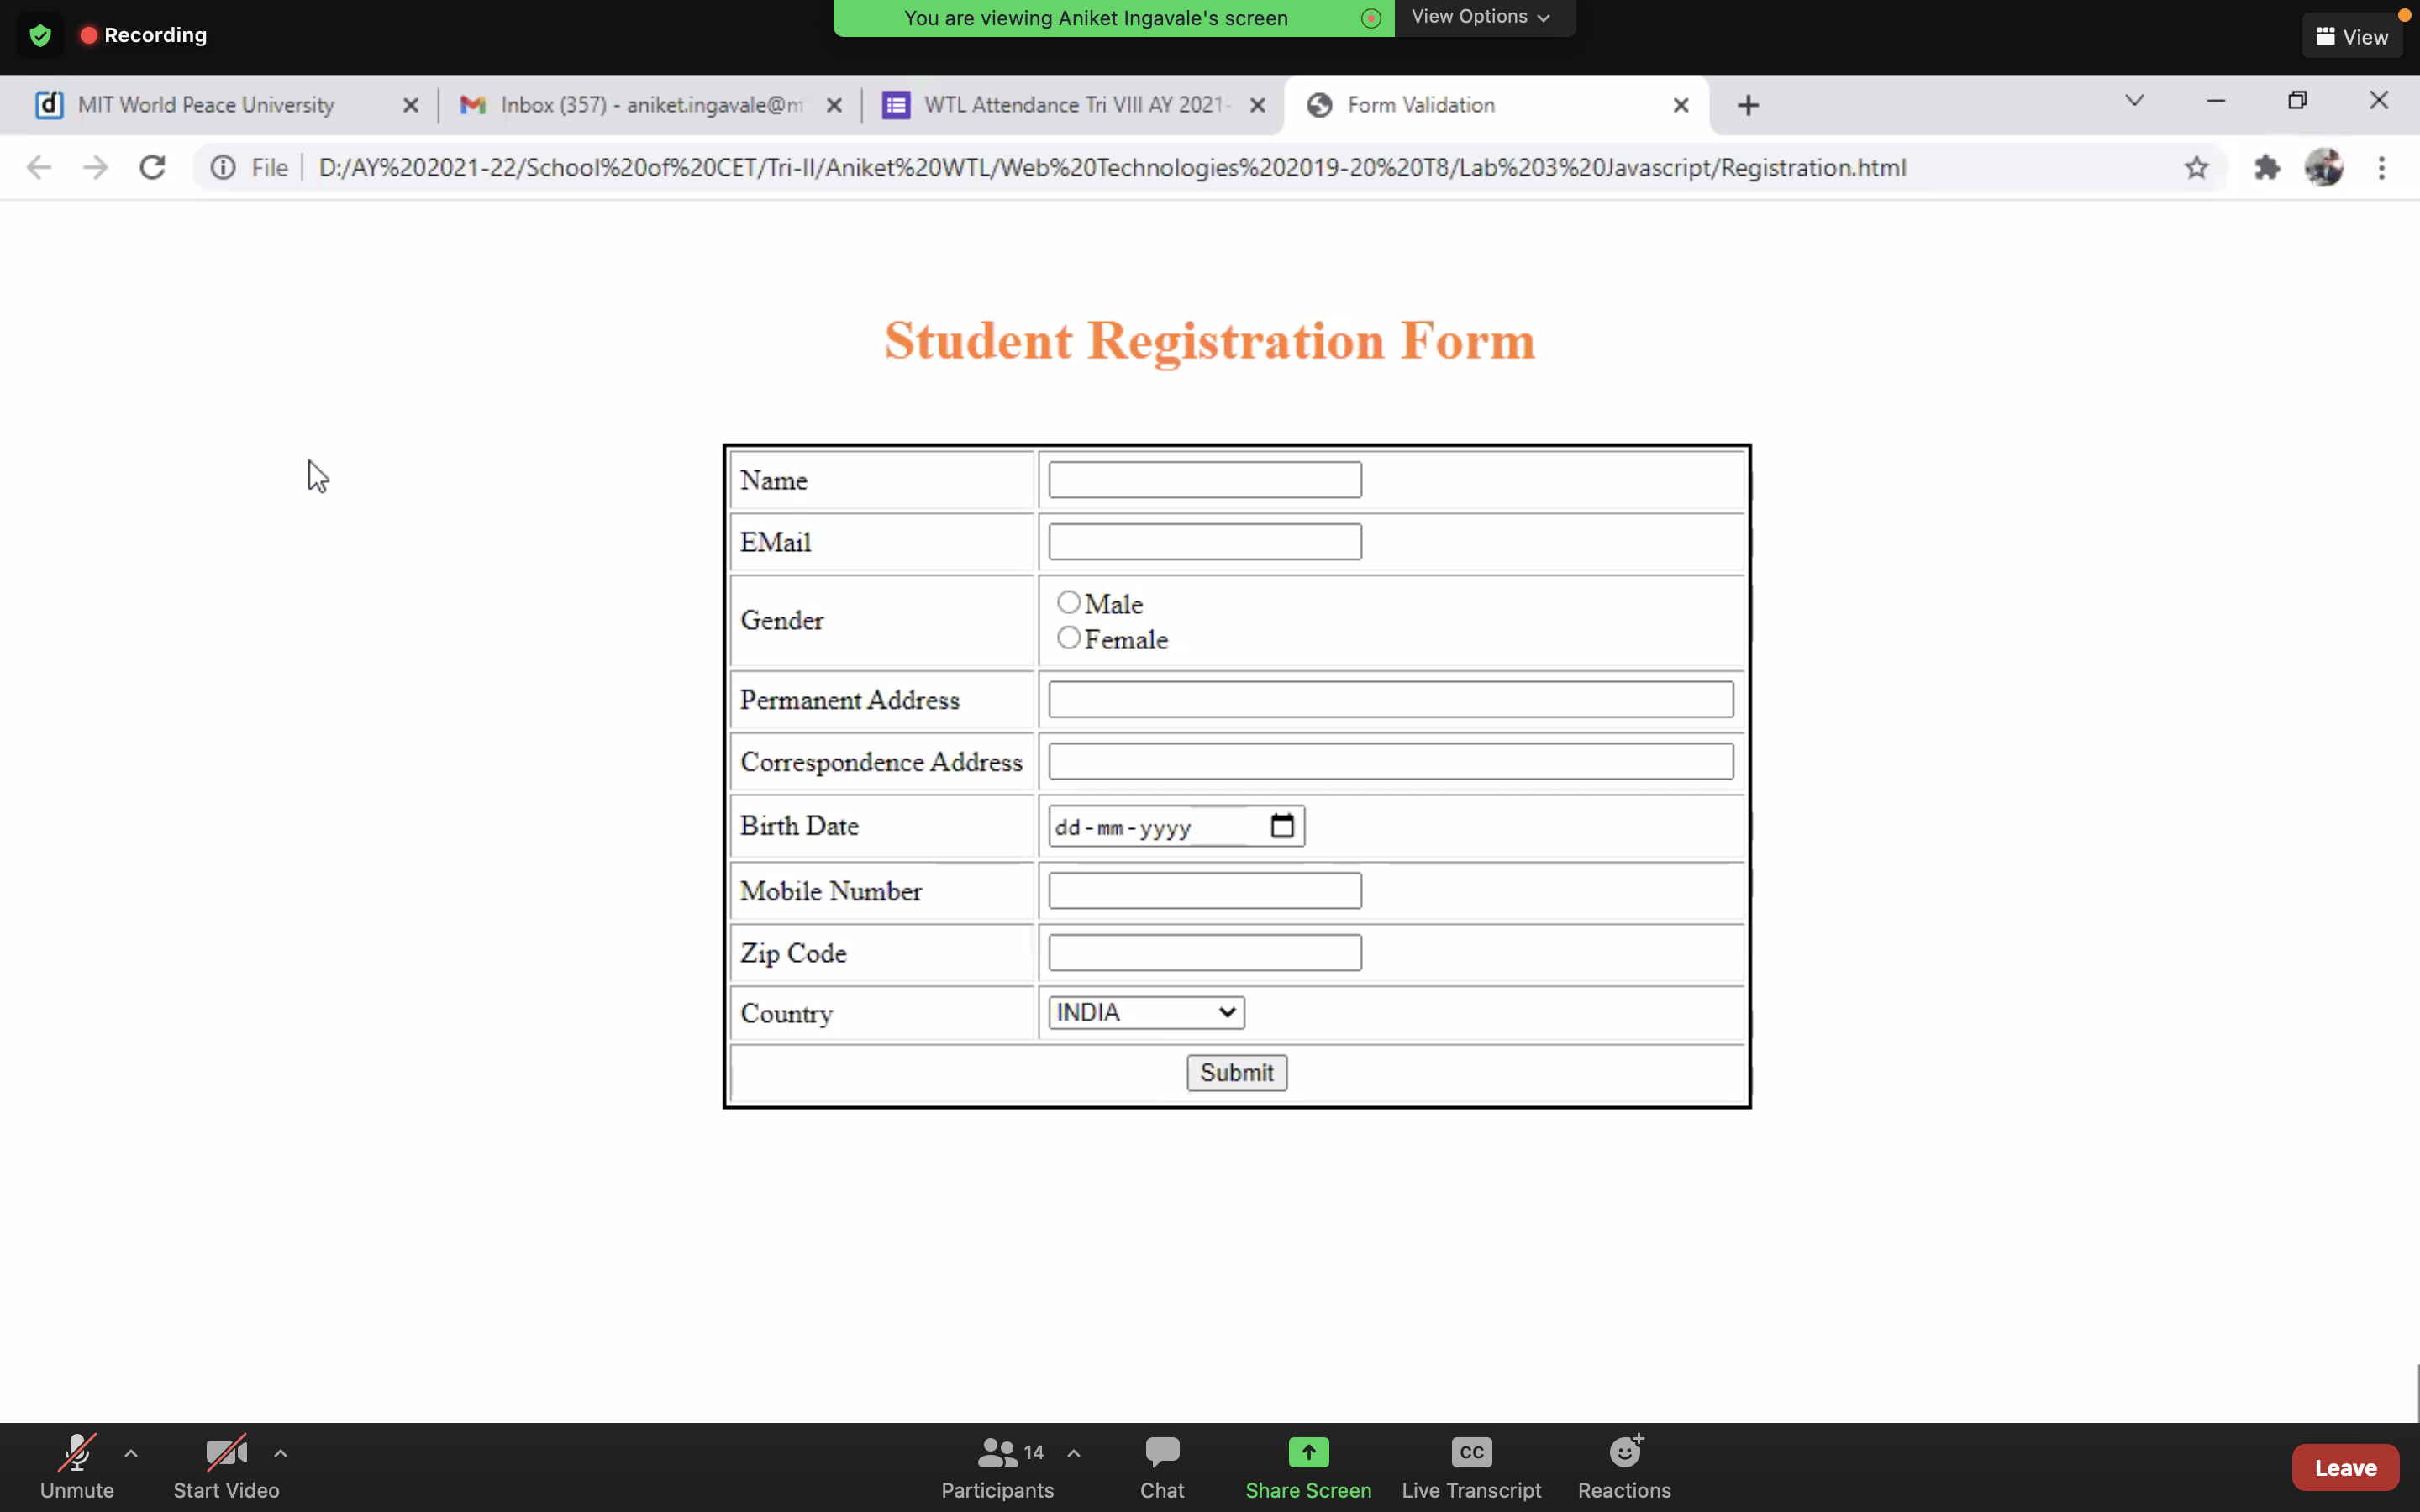 Recording
You are viewing Aniket Ingavale's screen
View Options
View
MIT World Peace University
Inbox (357) - aniket.ingavale@m
WTL Attendance Tri VIII AY 2021-
Form Validation
File
D:/AY%202021-22/School%20of%20CET/Tri-II/Aniket%20WTL/Web%20Technologies%202019-20%20T8/Lab%203%20Javascript/Registration.html
Student Registration Form
Name
EMail
Gender
Male
Female
Permanent Address
Correspondence Address
Birth Date
dd-mm-yyyy
Mobile Number
Zip Code
Country
INDIA
Submit
Unmute
Start Video
14
Participants
Chat
Share Screen
CC
Live Transcript
Reactions
Leave